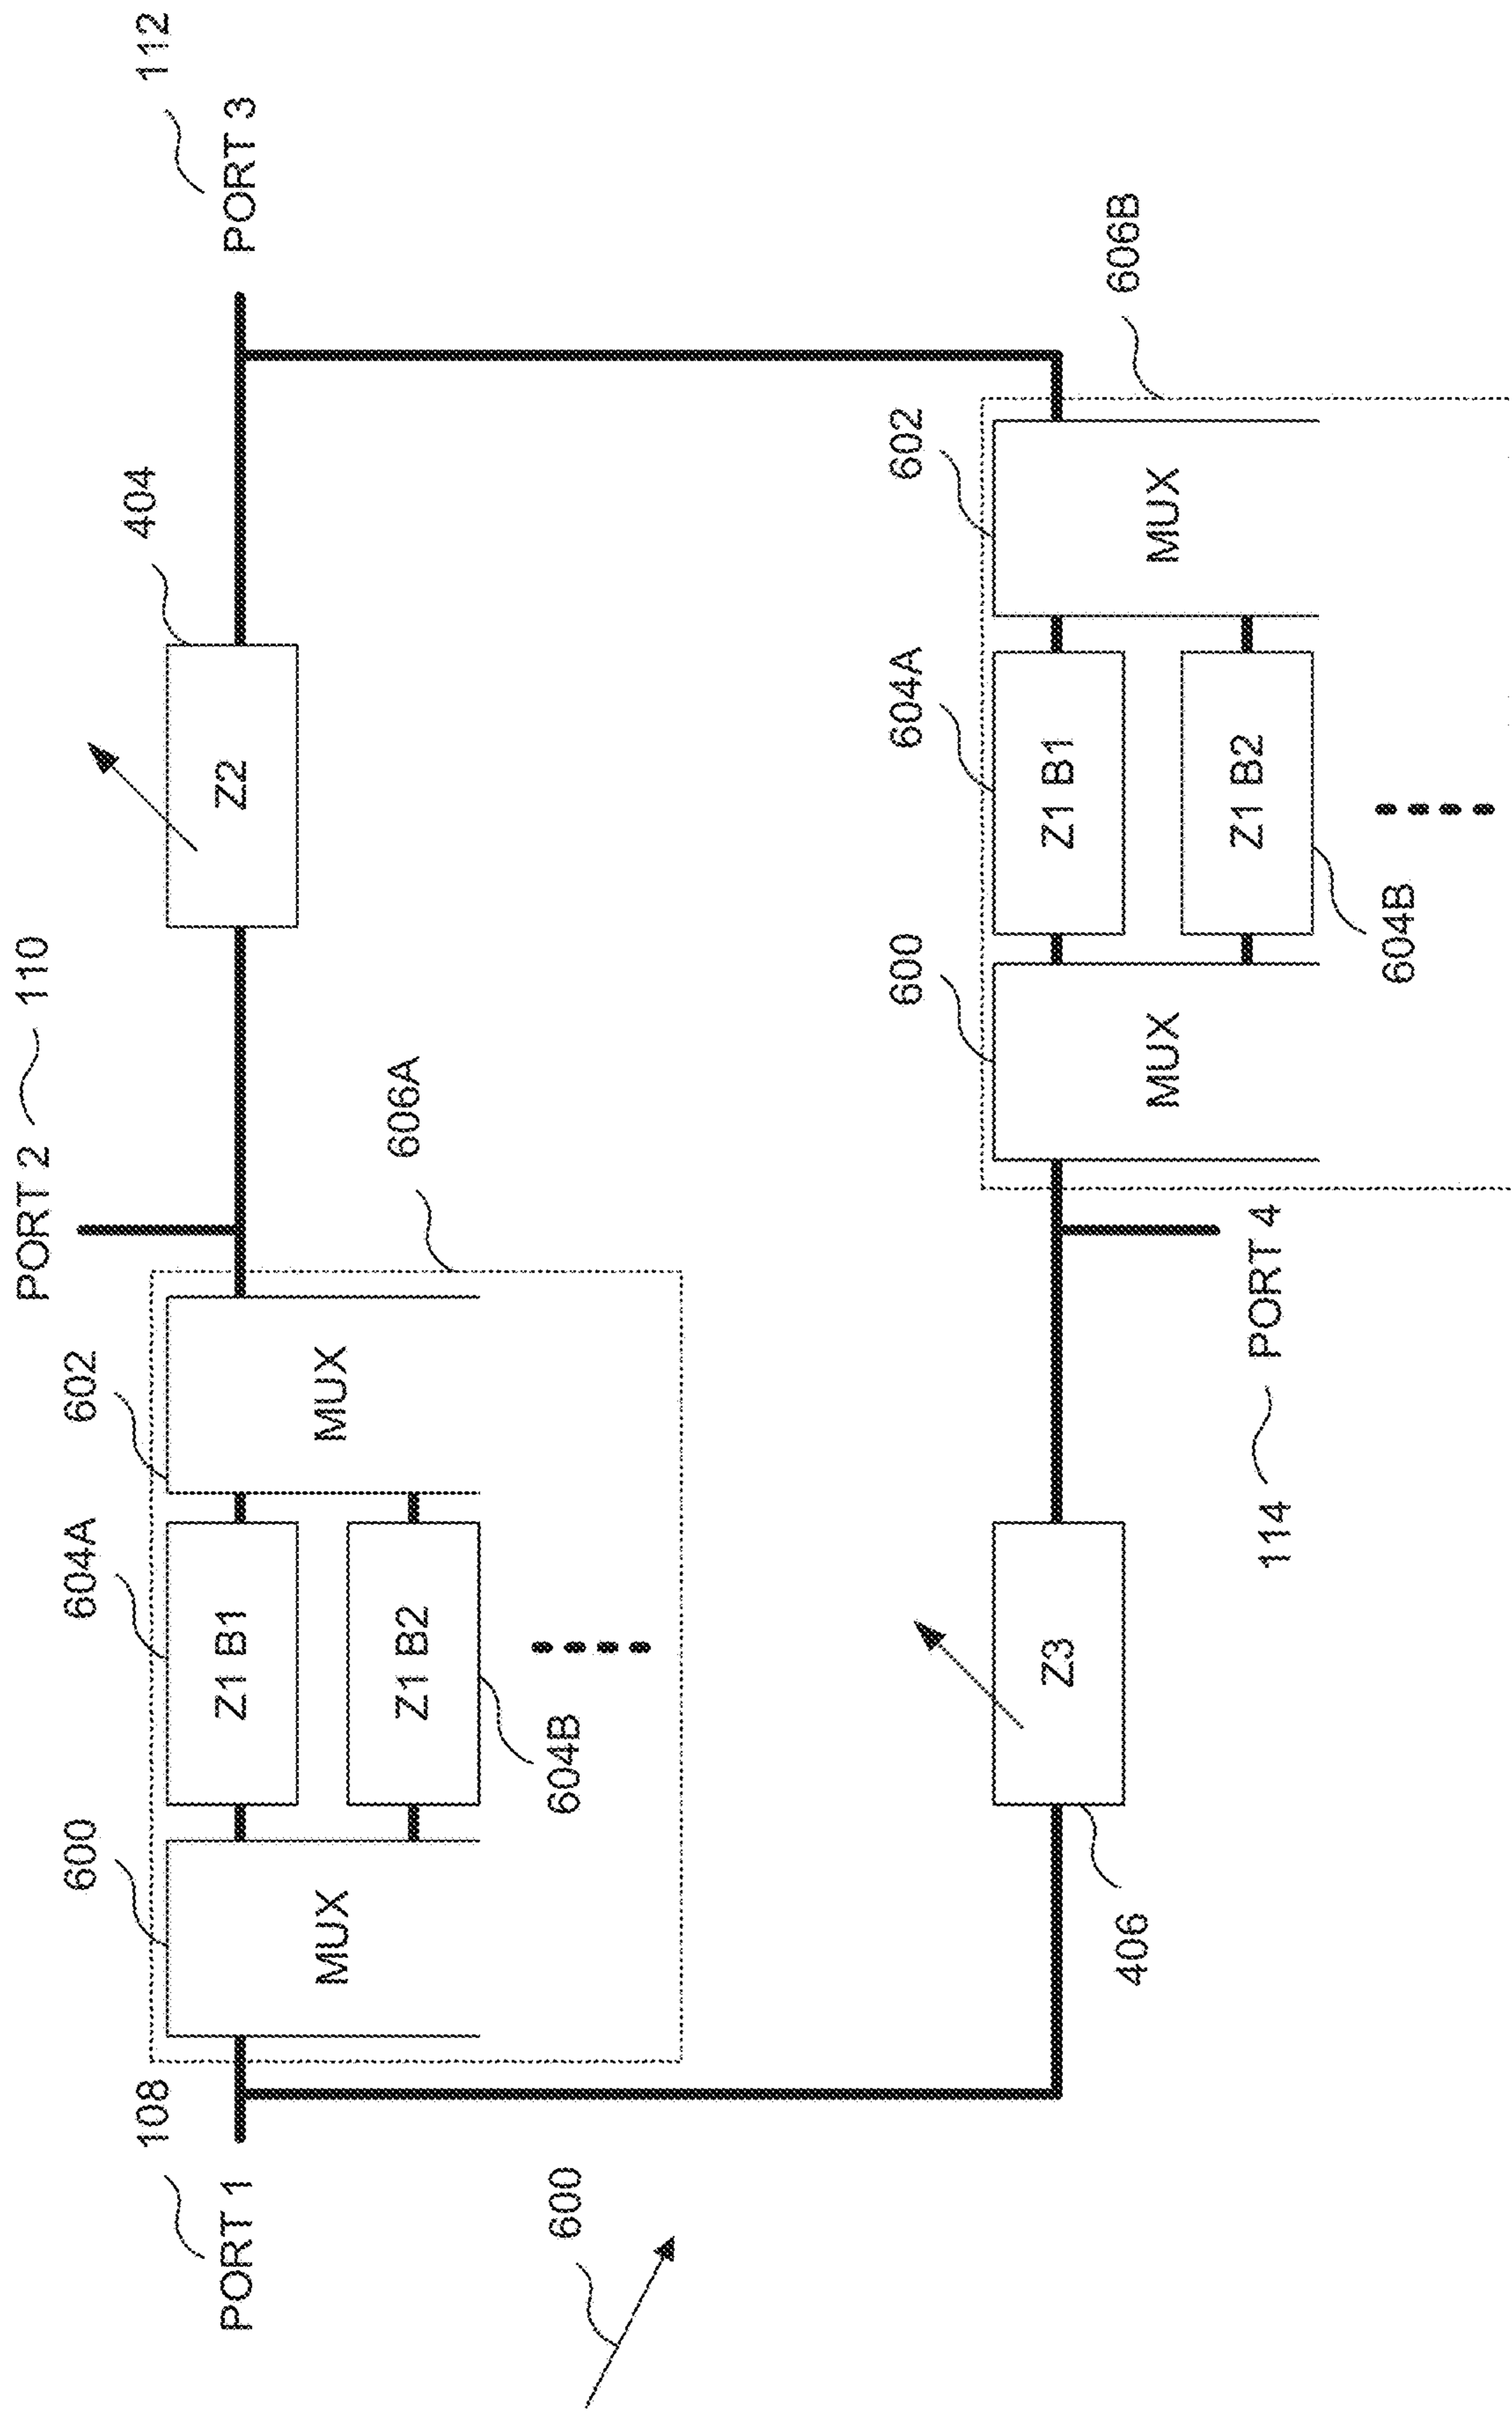 PORT 2 110
112
404
108
602
604A
600
PORT 1
MUX
Z1 B1
MUX
Z2
PORT 3
Z1 B2
606A
604B
600
602
604A
600
606B
Z3
Z1 B1
MUX
MUX
406
Z1 B2
114 PORT 4
604B